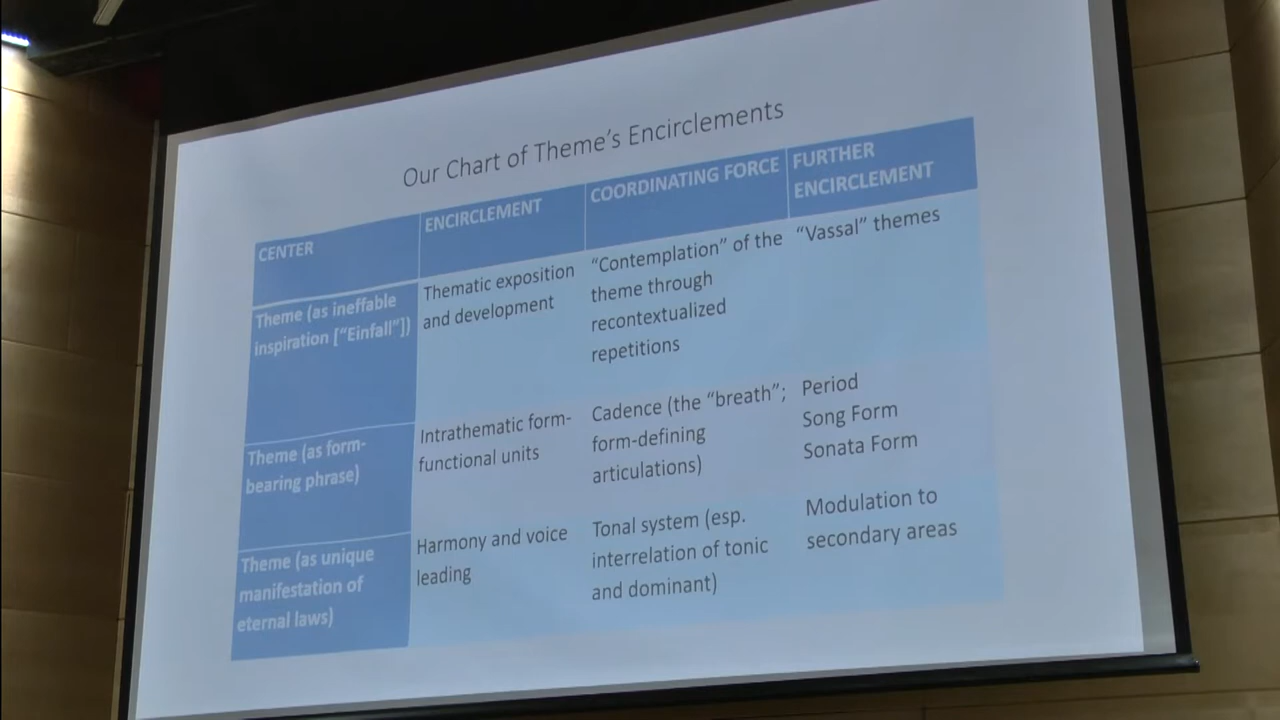 Our Chart of Theme's Encirclements
CENTER
ENCIRCLEMENT
COORDINATING FORCE
FURTHER
ENCIRCLEMENT
Theme (as ineffable
inspiration ["Einfall"])
Thematic exposition
and development
"Contemplation" of the
theme through
recontextualized
repetitions
"Vassal" themes
Theme (as form-
bearing phrase)
Intrathematic form-
functional units
Cadence (the "breath";
form-defining
articulations)
Period
Song Form
Sonata Form
Theme (as unique
manifestation of
eternal laws)
Harmony and voice
leading
Tonal system (esp.
interrelation of tonic
and dominant)
Modulation to
secondary areas